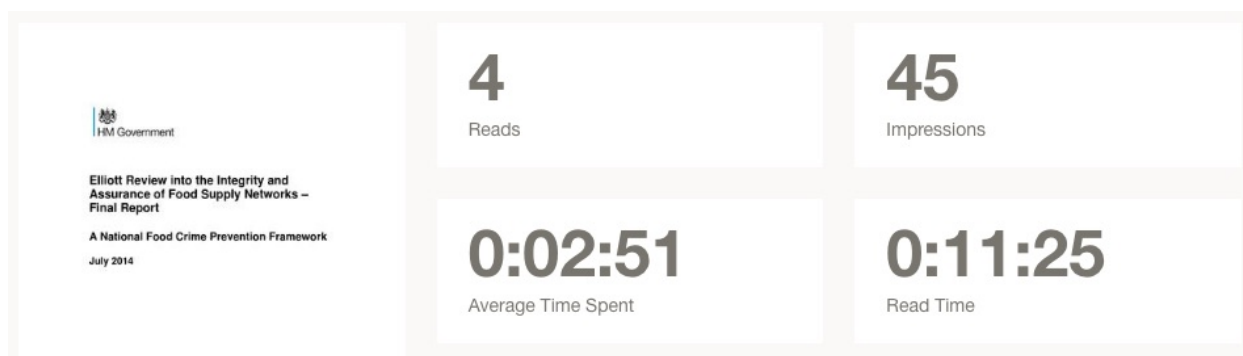 HM Government
Elliott Review into the Integrity and
Assurance of Food Supply Networks –
Final Report
A National Food Crime Prevention Framework
July 2014
4
Reads
45
Impressions
0:02:51
Average Time Spent
0:11:25
Read Time